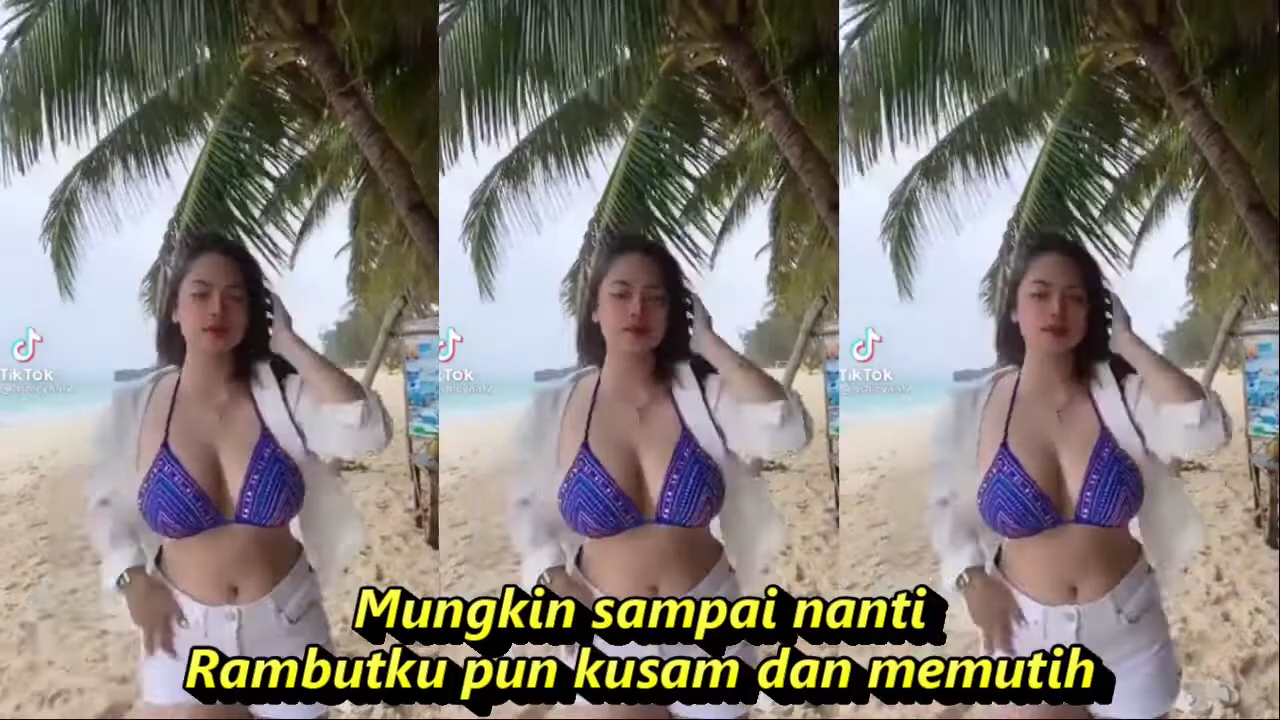 TikTok
TikTok
TikTok
Mungkin sampai nanti
Rambutku pun kusam dan memutih